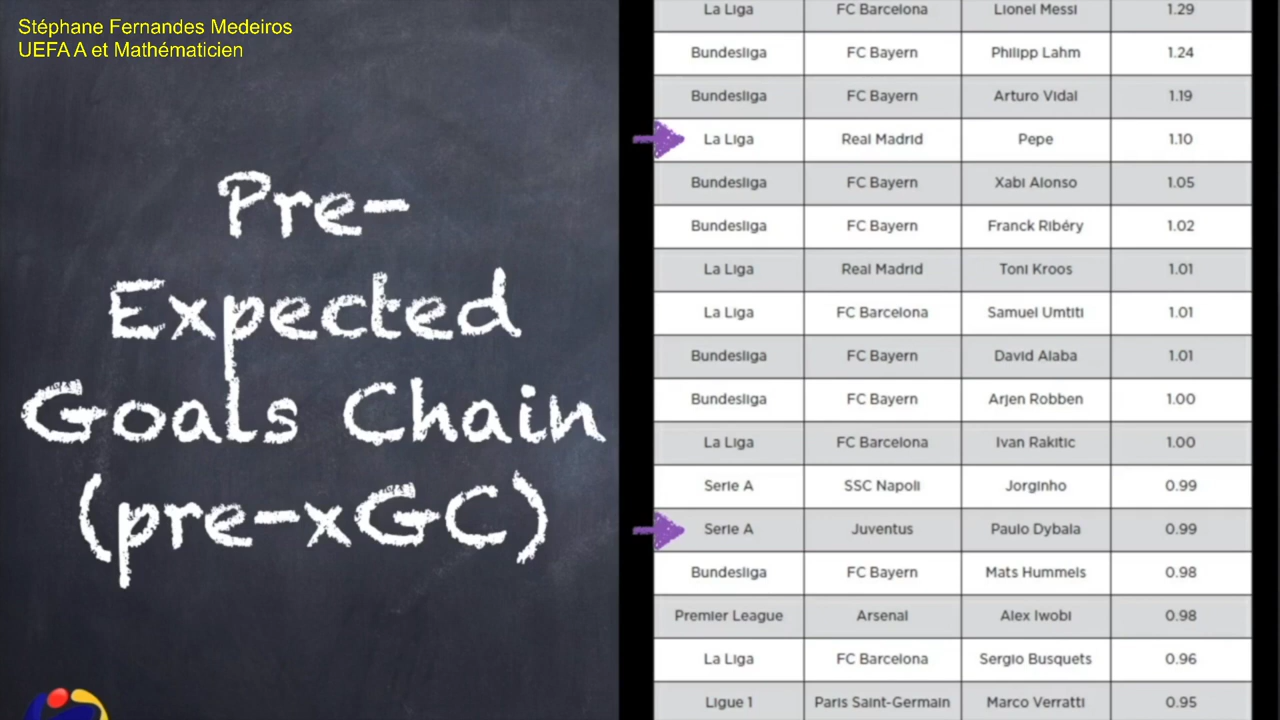 Stéphane Fernandes Medeiros
UEFA A et Mathématicien
Pre-
Expected
Goals Chain
(pre-xGC)
La Liga FC Barcelona Lionel Messi 1.29
Bundesliga FC Bayern Philipp Lahm 1.24
Bundesliga FC Bayern Arturo Vidal 1.19
La Liga Real Madrid Pepe 1.10
Bundesliga FC Bayern Xabi Alonso 1.05
Bundesliga FC Bayern Franck Ribéry 1.02
La Liga Real Madrid Toni Kroos 1.01
La Liga FC Barcelona Samuel Umtiti 1.01
Bundesliga FC Bayern David Alaba 1.01
Bundesliga FC Bayern Arjen Robben 1.00
La Liga FC Barcelona Ivan Rakitic 1.00
Serie A SSC Napoli Jorginho 0.99
Serie A Juventus Paulo Dybala 0.99
Bundesliga FC Bayern Mats Hummels 0.98
Premier League Arsenal Alex Iwobi 0.98
La Liga FC Barcelona Sergio Busquets 0.96
Ligue 1 Paris Saint-Germain Marco Verratti 0.95